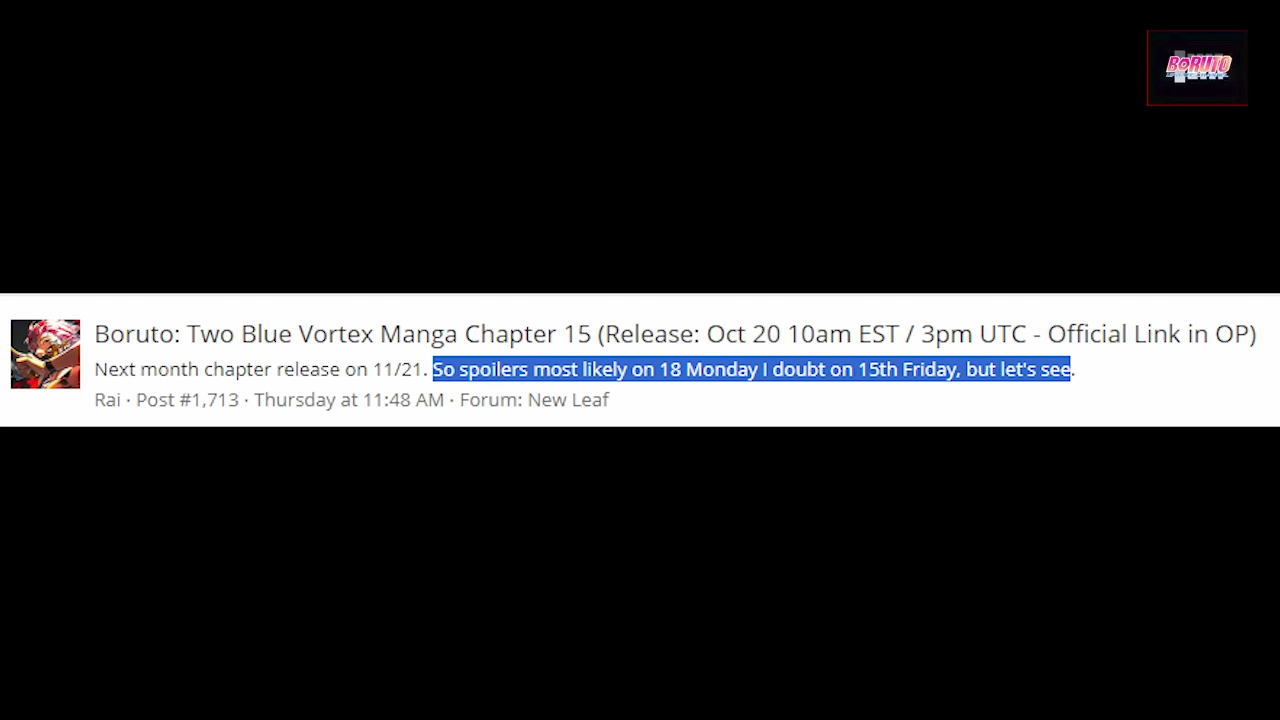 BORUTO
Boruto: Two Blue Vortex Manga Chapter 15 (Release: Oct 20 10am EST / 3pm UTC - Official Link in OP)
Next month chapter release on 11/21. So spoilers most likely on 18 Monday I doubt on 15th Friday, but let's see.
Rai · Post #1,713 · Thursday at 11:48 AM · Forum: New Leaf